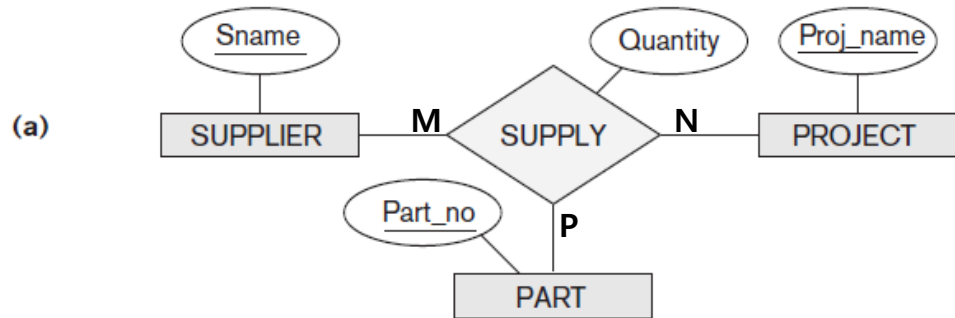 Sname
Quantity
Proj_name
(a)
SUPPLIER
M
SUPPLY
N
PROJECT
Part_no
P
PART